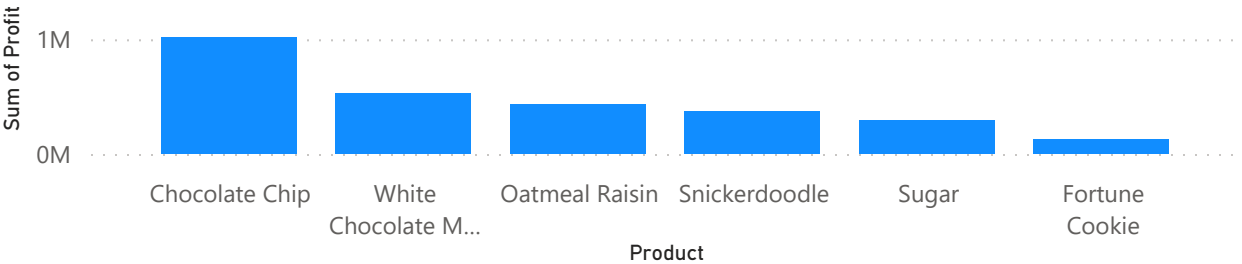 Sum of Profit
1M
0M
Chocolate Chip
White
Chocolate M...
Oatmeal Raisin
Snickerdoodle
Sugar
Fortune
Cookie
Product